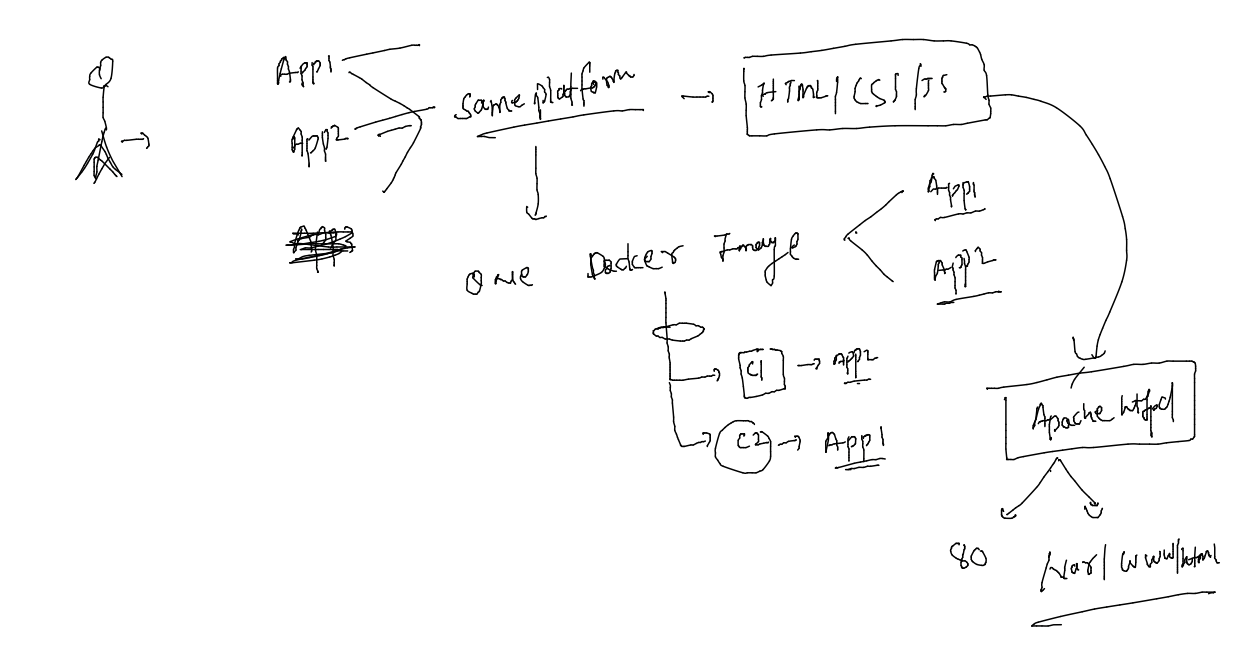 App1
Same platform → HTML/CSS/JS
App2
App1
One Docker Image
App2
C1 → App2
C2 → App1
Apache httpd
80
/var/www/html